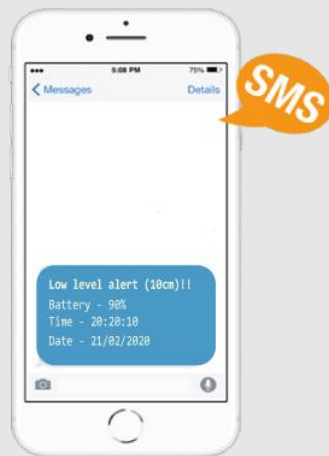 5:08 PM 75%
Messages Details
SMS
Low level alert (10cm)!!
Battery - 90%
Time - 20:20:10
Date - 21/02/2020